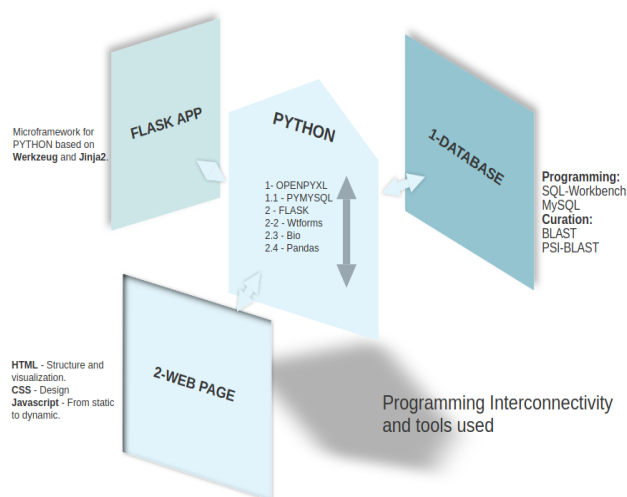 FLASK APP
Microframework for
PYTHON based on
Werkzeug and Jinja2.
PYTHON
1- OPENPYXL
1.1 - PYMYSQL
2 - FLASK
2-2 - Wtforms
2.3 - Bio
2.4 - Pandas
1-DATABASE
Programming:
SQL-Workbench
MySQL
Curation:
BLAST
PSI-BLAST
2-WEB PAGE
HTML - Structure and
visualization.
CSS - Design
Javascript - From static
to dynamic.
Programming Interconnectivity
and tools used